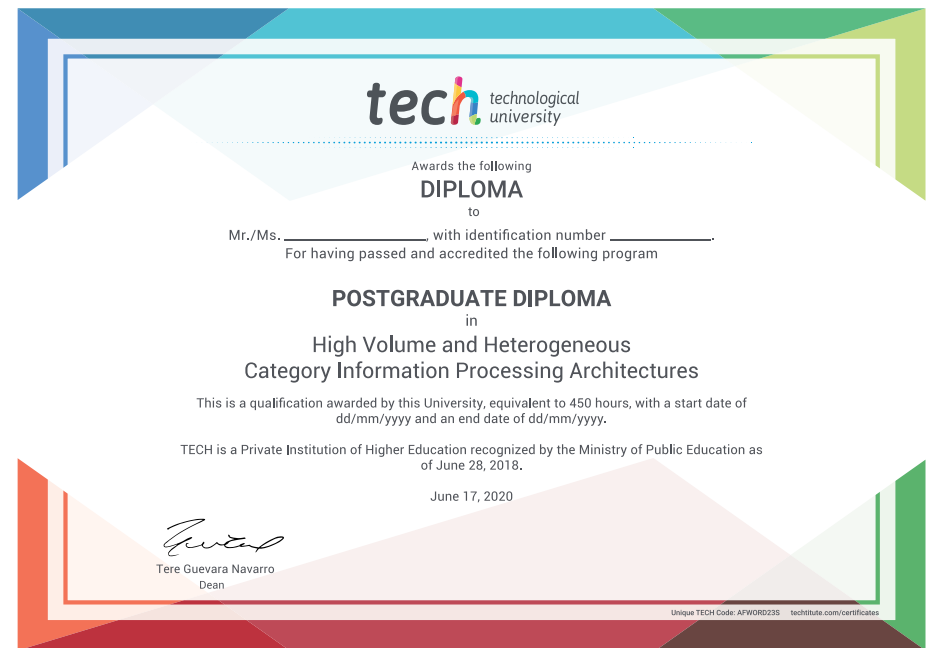 tech technological
university
Awards the following
DIPLOMA
to
Mr./Ms. ____________________, with identification number ______________.
For having passed and accredited the following program
POSTGRADUATE DIPLOMA
in
High Volume and Heterogeneous
Category Information Processing Architectures
This is a qualification awarded by this University, equivalent to 450 hours, with a start date of
dd/mm/yyyy and an end date of dd/mm/yyyy.
TECH is a Private Institution of Higher Education recognized by the Ministry of Public Education as
of June 28, 2018.
June 17, 2020
Tere Guevara Navarro
Dean
Unique TECH Code: AFWORD23S techtitute.com/certificates